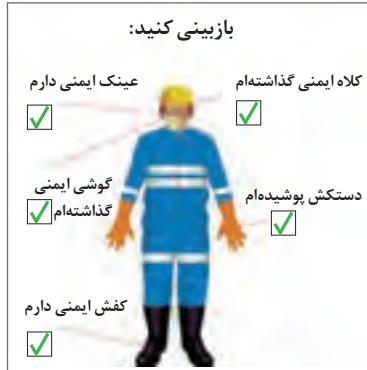 بازبینی کنید:
کلاه ایمنی گذاشته‌ام
عینک ایمنی دارم
دستکش پوشیده‌ام
گوشی ایمنی
گذاشته‌ام
کفش ایمنی دارم